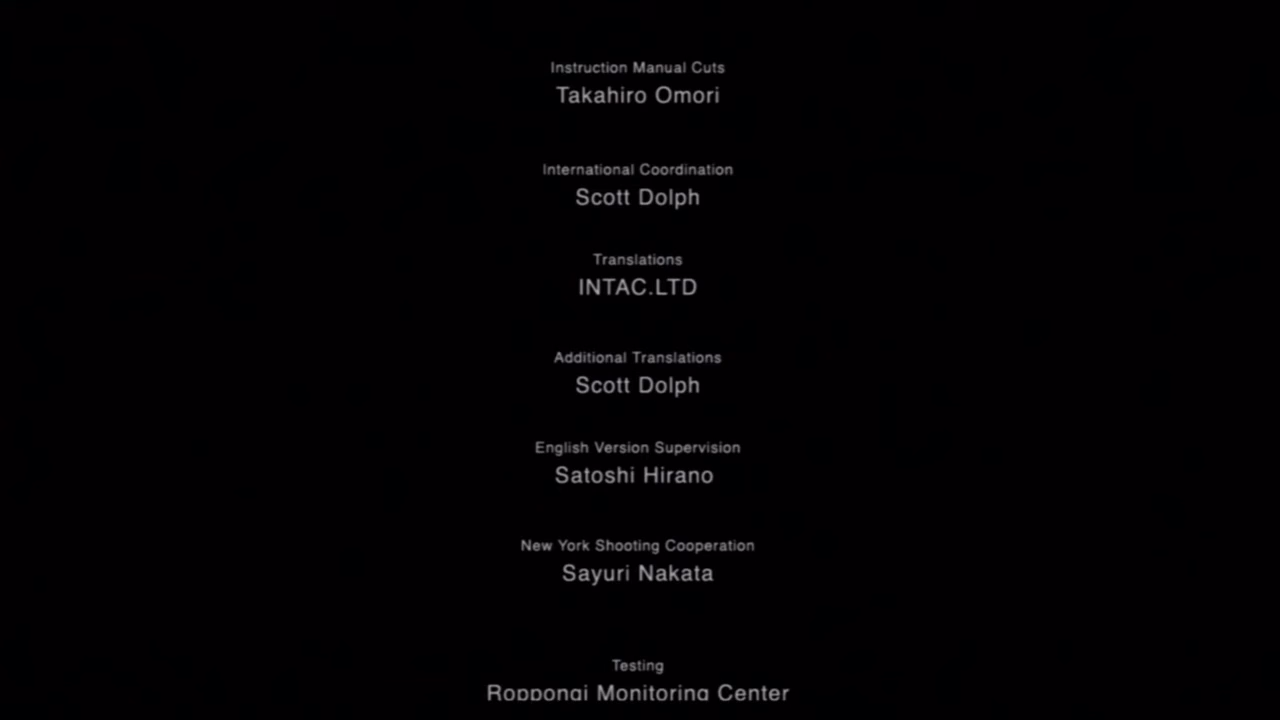 Instruction Manual Cuts
Takahiro Omori
International Coordination
Scott Dolph
Translations
INTAC.LTD
Additional Translations
Scott Dolph
English Version Supervision
Satoshi Hirano
New York Shooting Cooperation
Sayuri Nakata
Testing
Roppongi Monitoring Center